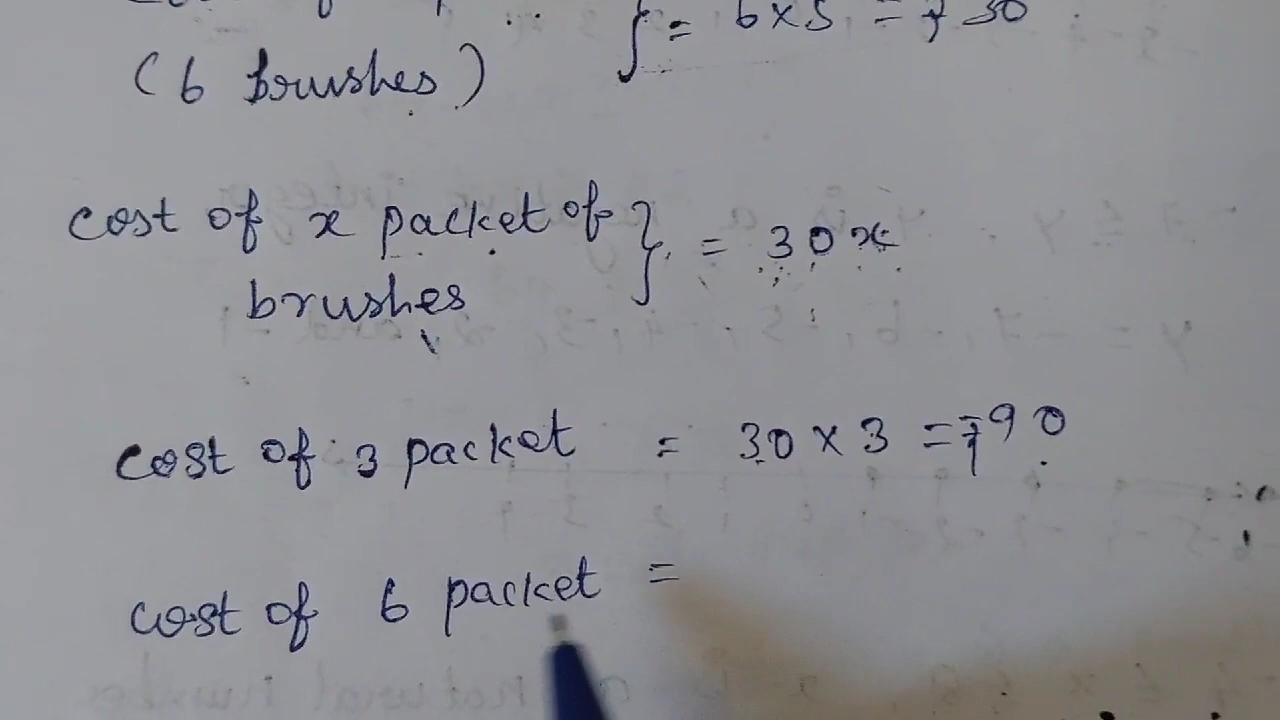 = 6 x 5 = ₹ 30
(6 brushes)
cost of x packet of
brushes } = 30x
cost of 3 packet = 30 x 3 = ₹ 90
cost of 6 packet =